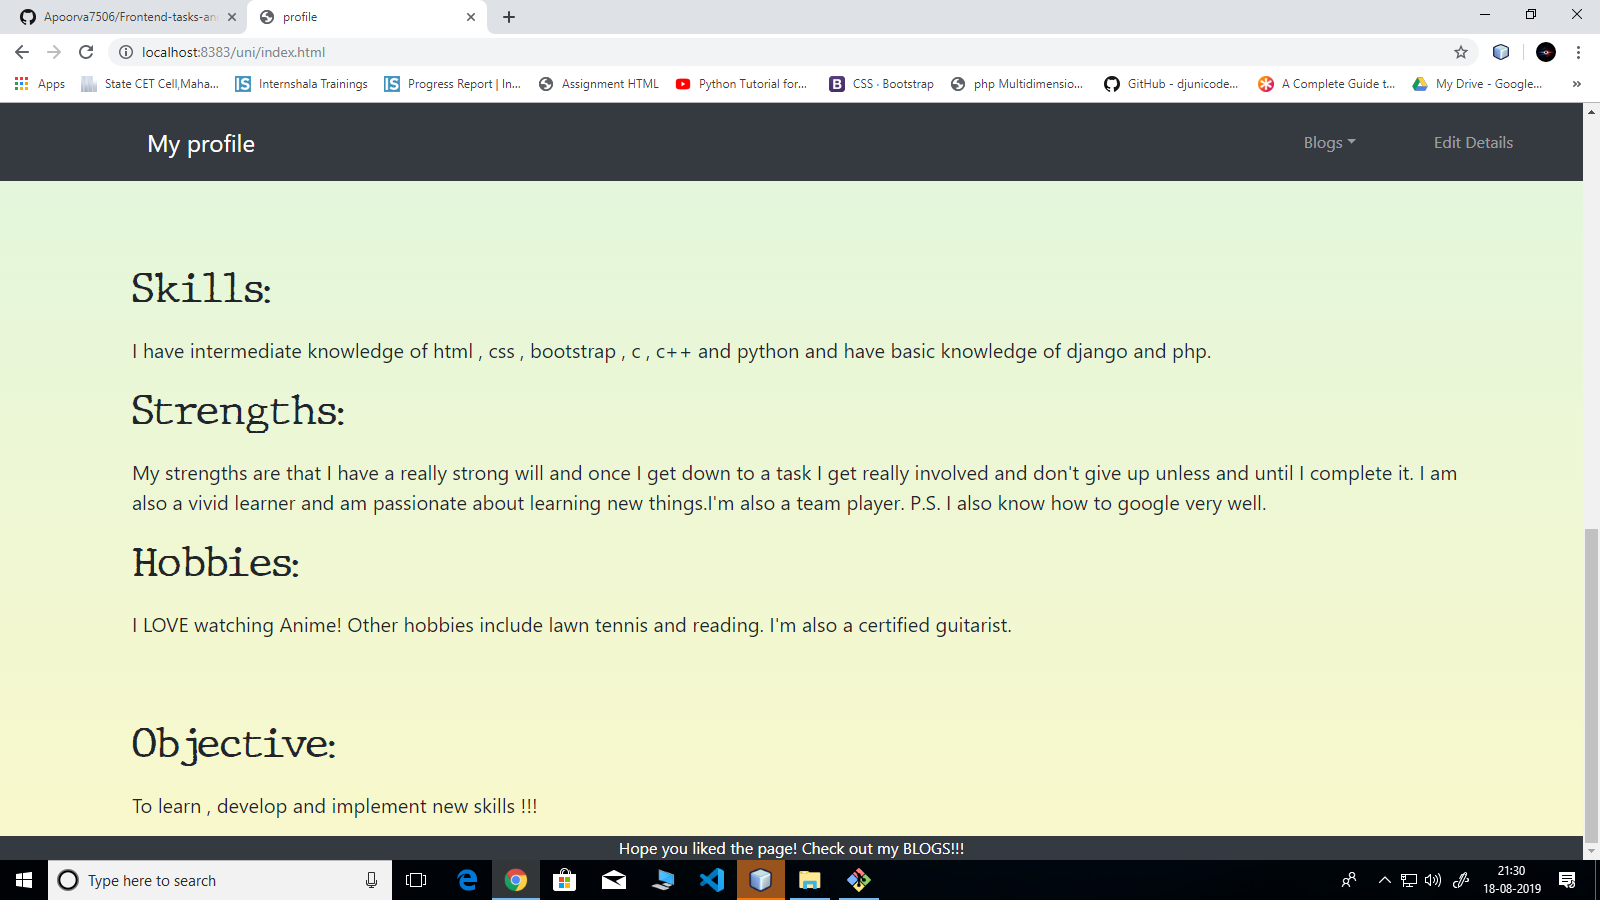 Apoorva7506/Frontend-tasks-an
profile
localhost:8383/uni/index.html
Apps
State CET Cell,Maha...
Internshala Trainings
Progress Report | In...
Assignment HTML
Python Tutorial for...
CSS · Bootstrap
php Multidimensio...
GitHub - djunicode...
A Complete Guide t...
My Drive - Google...
»
My profile
Blogs
Edit Details
Skills:
I have intermediate knowledge of html , css , bootstrap , c , c++ and python and have basic knowledge of django and php.
Strengths:
My strengths are that I have a really strong will and once I get down to a task I get really involved and don't give up unless and until I complete it. I am
also a vivid learner and am passionate about learning new things.I'm also a team player. P.S. I also know how to google very well.
Hobbies:
I LOVE watching Anime! Other hobbies include lawn tennis and reading. I'm also a certified guitarist.
Objective:
To learn , develop and implement new skills !!!
Hope you liked the page! Check out my BLOGS!!!
Type here to search
21:30
18-08-2019